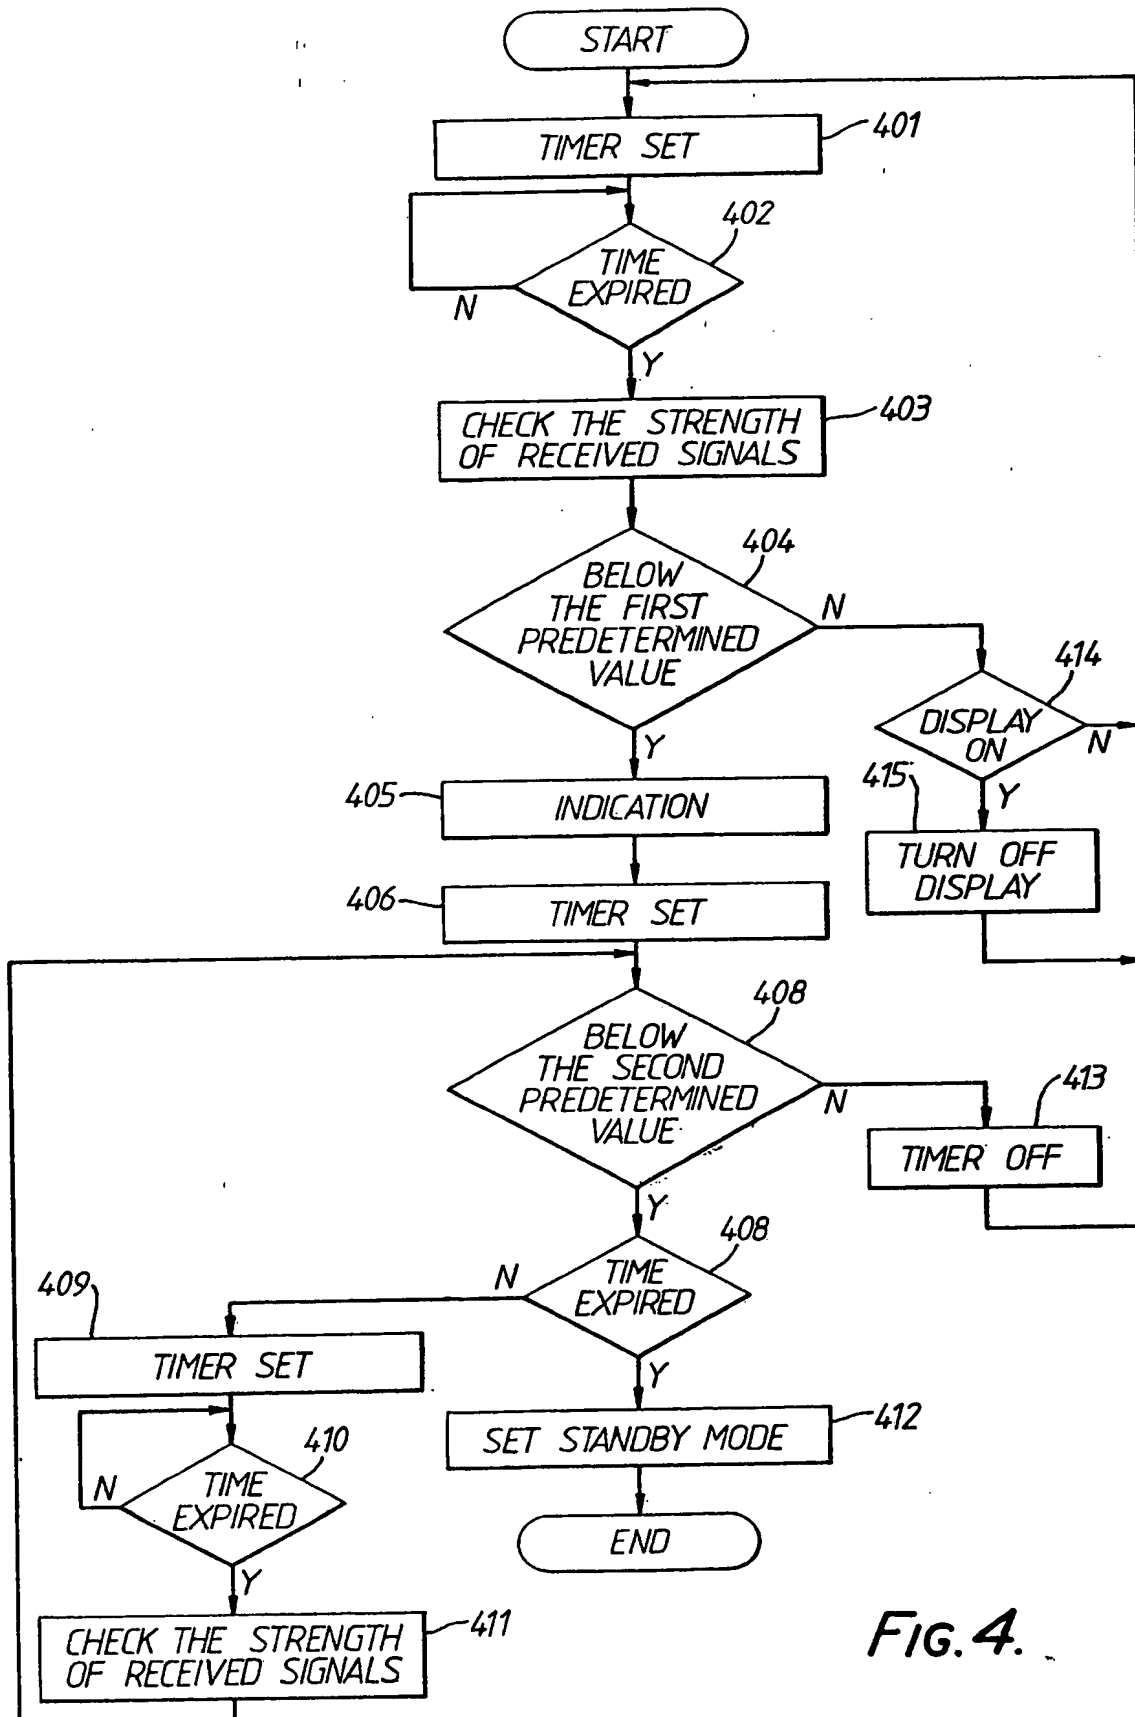 START
TIMER SET
401
TIME
EXPIRED
402
N
Y
CHECK THE STRENGTH
OF RECEIVED SIGNALS
403
BELOW
THE FIRST
PREDETERMINED
VALUE
404
N
Y
DISPLAY
ON
414
N
Y
405
INDICATION
415
TURN OFF
DISPLAY
406
TIMER SET
BELOW
THE SECOND
PREDETERMINED
VALUE
408
N
Y
413
TIMER OFF
TIME
EXPIRED
408
N
Y
409
TIMER SET
SET STANDBY MODE
412
TIME
EXPIRED
410
N
Y
END
CHECK THE STRENGTH
OF RECEIVED SIGNALS
411
FIG. 4.